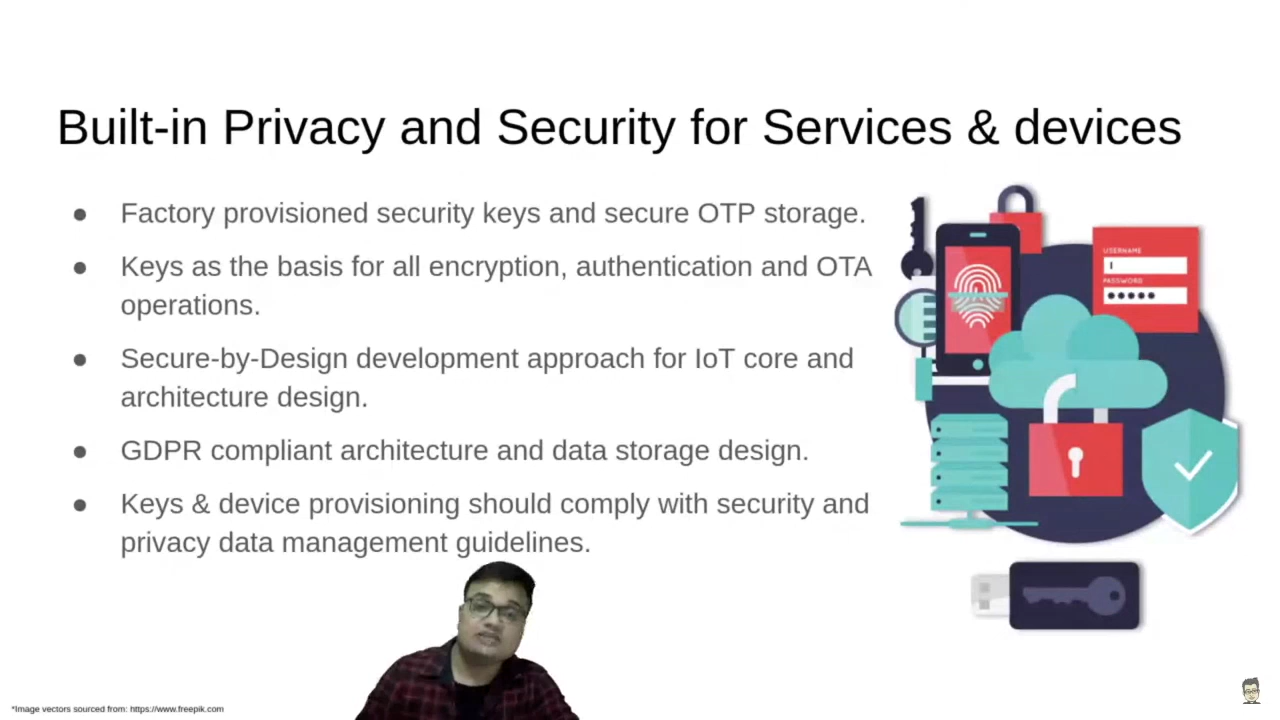 Built-in Privacy and Security for Services & devices
● Factory provisioned security keys and secure OTP storage.
● Keys as the basis for all encryption, authentication and OTA
operations.
● Secure-by-Design development approach for IoT core and
architecture design.
● GDPR compliant architecture and data storage design.
● Keys & device provisioning should comply with security and
privacy data management guidelines.
USERNAME
PASSWORD
*Image vectors sourced from: https://www.freepik.com